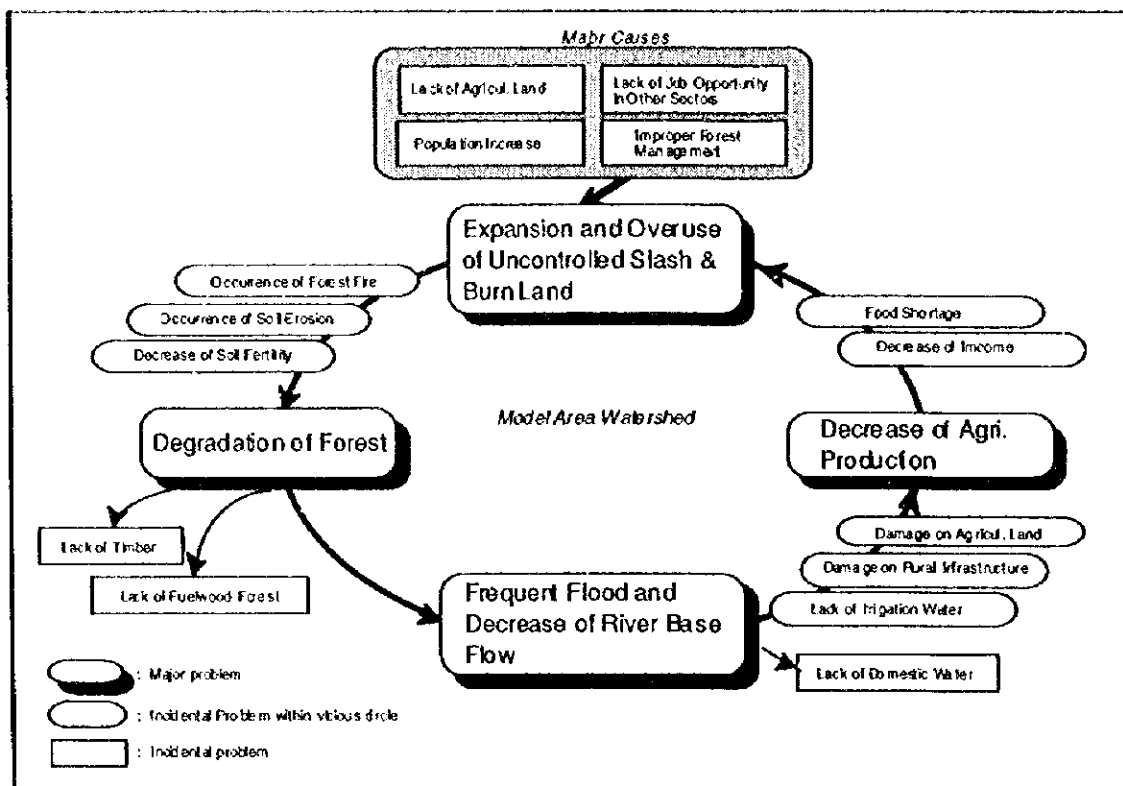 Major Causes
Lack of Agricul. Land
Lack of Job Opportunity
In Other Sectors
Population Increase
Improper Forest
Management
Expansion and Overuse
of Uncontrolled Slash &
Burn Land
Occurrence of Forest Fire
Occurrence of Soil Erosion
Decrease of Soil Fertility
Food Shortage
Decrease of Income
Model Area Watershed
Degradation of Forest
Decrease of Agri.
Production
Lack of Timber
Lack of Fuelwood Forest
Damage on Agricul. Land
Damage on Rural Infrastructure
Lack of Irrigation Water
Frequent Flood and
Decrease of River Base
Flow
Lack of Domestic Water
: Major problem
: Incidental Problem within vicious circle
: Incidental problem